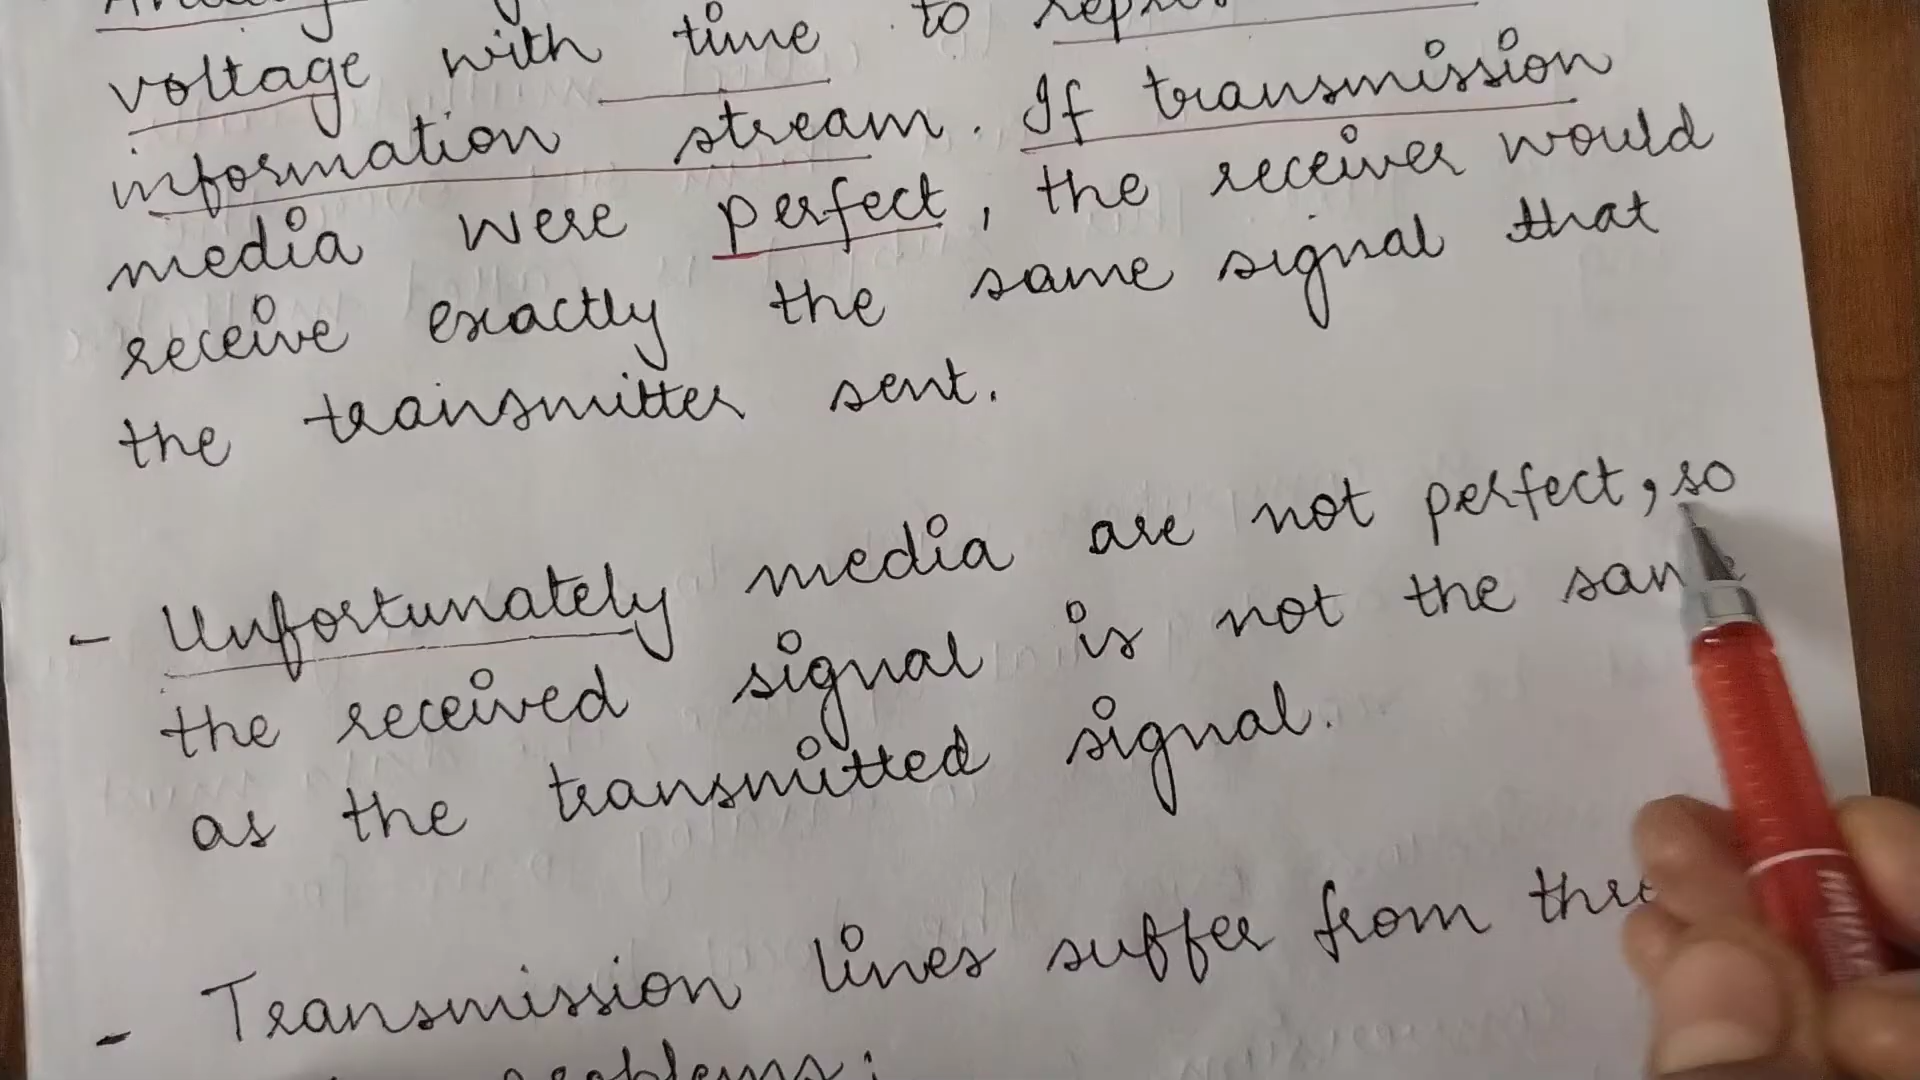 voltage with time to
information stream. If transmission
media were perfect, the receiver would
receive exactly the same signal that
the transmitter sent.
- Unfortunately media are not perfect, so
the received signal is not the same
as the transmitted signal.
- Transmission lines suffer from
problems: